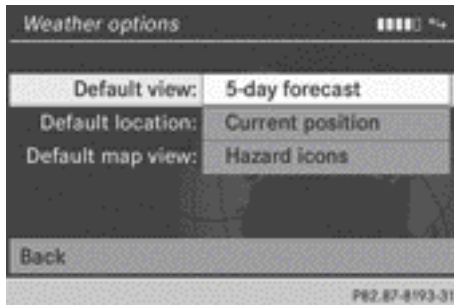 Weather options
Default view: 5-day forecast
Default location: Current position
Default map view: Hazard icons
Back
P82.87-8193-31